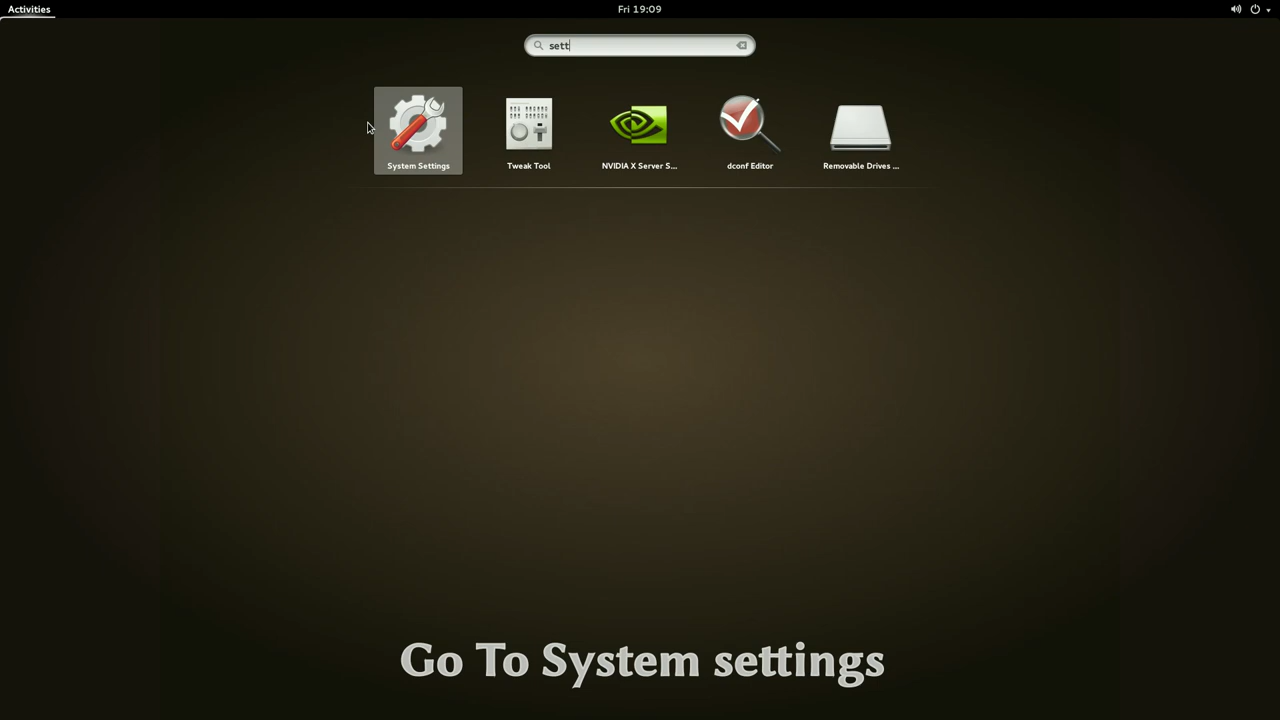 Activities
Fri 19:09
sett
System Settings
Tweak Tool
NVIDIA X Server S...
dconf Editor
Removable Drives ...
Go To System settings